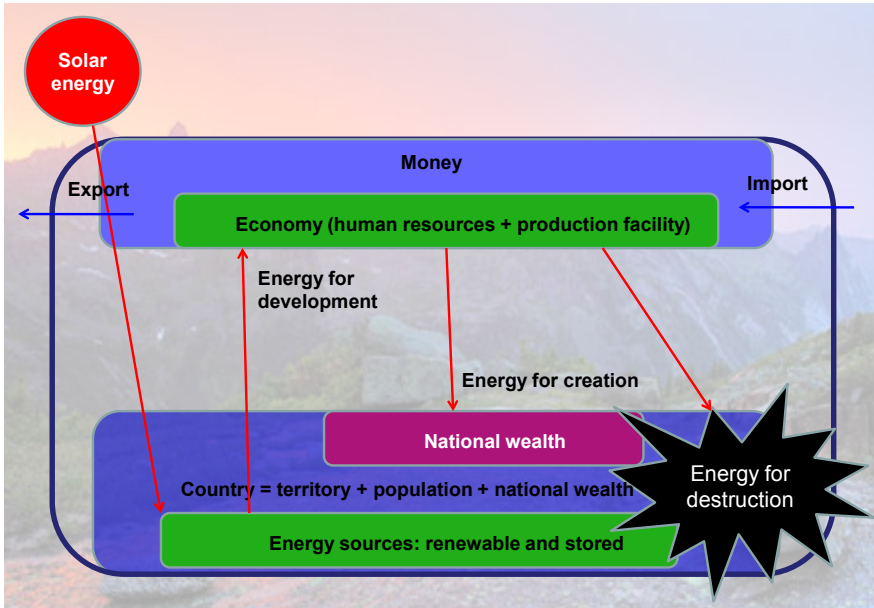 Solar
energy
Money
Export
Import
Economy (human resources + production facility)
Energy for
development
Energy for creation
National wealth
Energy for
destruction
Country = territory + population + national wealth
Energy sources: renewable and stored